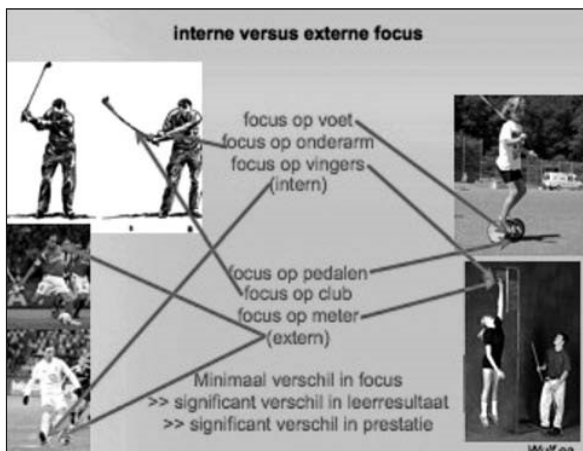 interne versus externe focus
focus op voet
focus op onderarm
focus op vingers
(intern)
focus op pedalen
focus op club
focus op meter
(extern)
Minimaal verschil in focus
>> significant verschil in leerresultaat
>> significant verschil in prestatie